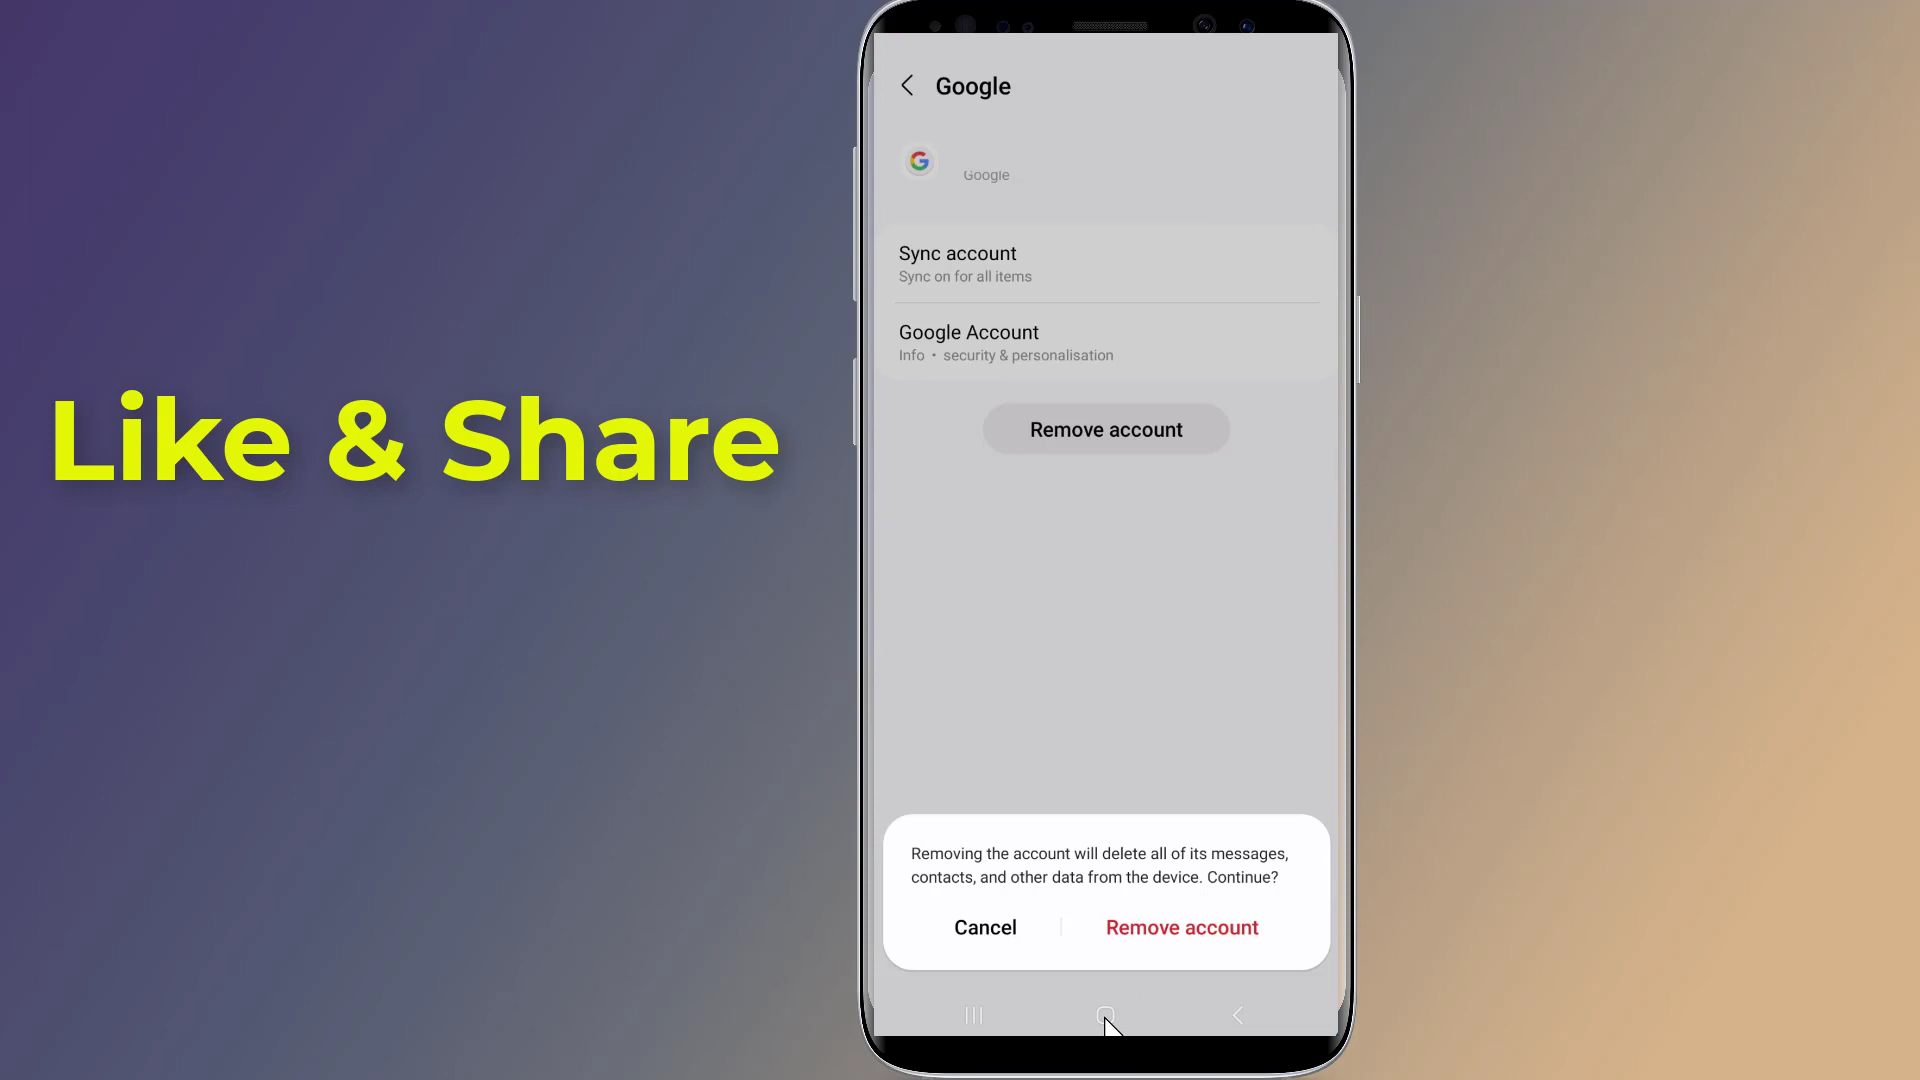 Like & Share
Google
Google
Sync account
Sync on for all items
Google Account
Info • security & personalisation
Remove account
Removing the account will delete all of its messages,
contacts, and other data from the device. Continue?
Cancel
Remove account